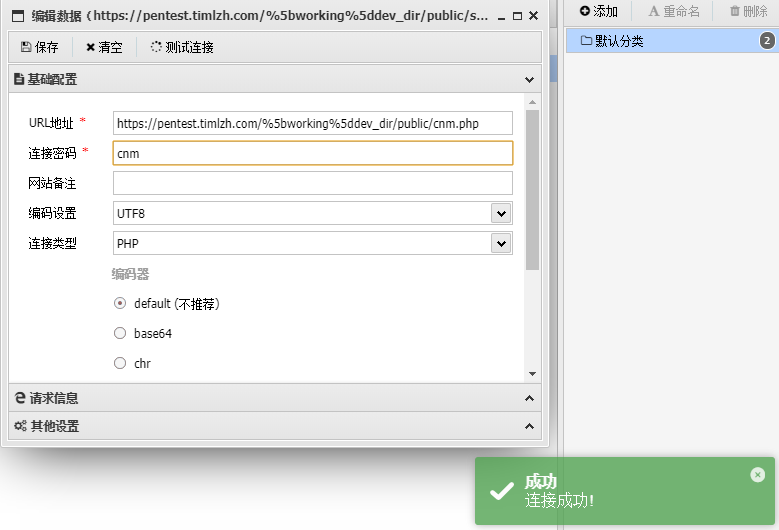 编辑数据 (https://pentest.timlzh.com/%5bworking%5ddev_dir/public/s...
添加 重命名 删除
保存 清空 测试连接
默认分类 2
基础配置
URL地址 * https://pentest.timlzh.com/%5bworking%5ddev_dir/public/cnm.php
连接密码 * cnm
网站备注
编码设置 UTF8
连接类型 PHP
编码器
default (不推荐)
base64
chr
请求信息
其他设置
成功
连接成功!